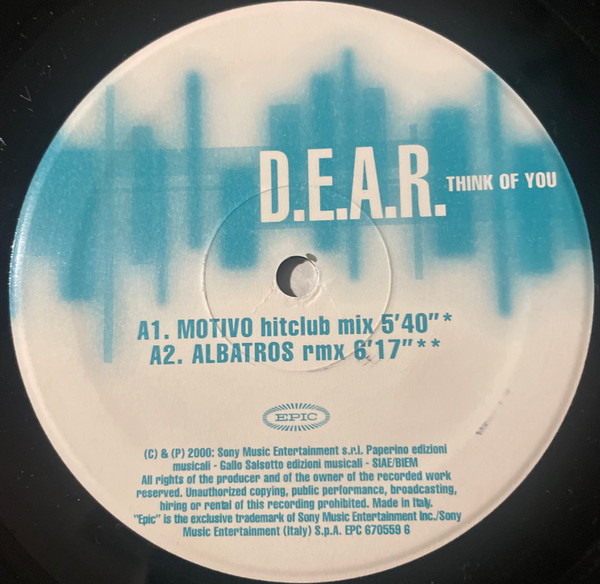 D.E.A.R. THINK OF YOU
A1. MOTIVO hitclub mix 5'40"*
A2. ALBATROS rmx 6'17"**
EPIC
(C) & (P) 2000; Sony Music Entertainment s.r.l. Paperino edizioni
musicali - Gallo Salsotto edizioni musicali - SIAE/BIEM
All rights of the producer and of the owner of the recorded work
reserved. Unauthorized copying, public performance, broadcasting,
hiring or rental of this recording prohibited. Made in Italy.
"Epic" is the exclusive trademark of Sony Music Entertainment Inc./Sony
Music Entertainment (Italy) S.p.A. EPC 670559 6